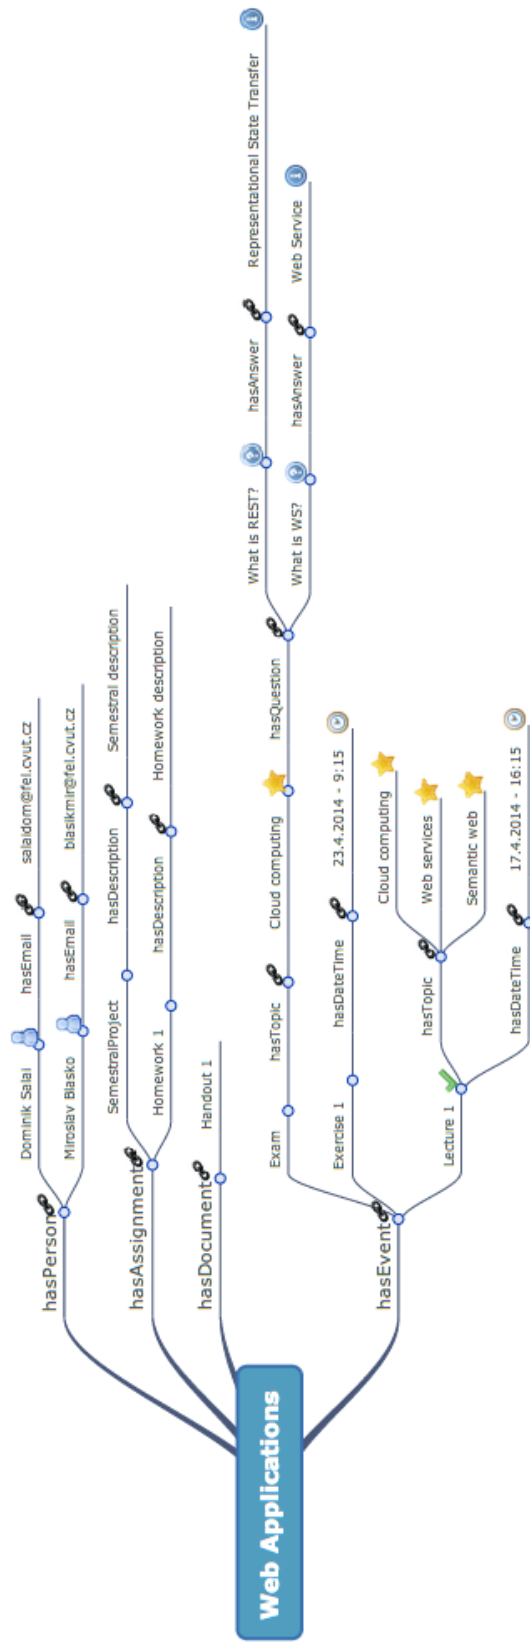 Web Applications
hasPerson
Dominik Salai
hasEmail
salaidom@fel.cvut.cz
Miroslav Blasko
hasEmail
blasikmir@fel.cvut.cz
hasAssignment
SemestralProject
hasDescription
Semestral description
Homework 1
hasDescription
Homework description
hasDocument
Handout 1
hasEvent
Exam
hasTopic
Cloud computing
hasQuestion
What is REST?
hasAnswer
Representational State Transfer
What is WS?
hasAnswer
Web Service
Exercise 1
hasDateTime
23.4.2014 - 9:15
Lecture 1
hasTopic
Cloud computing
Web services
Semantic web
hasDateTime
17.4.2014 - 16:15